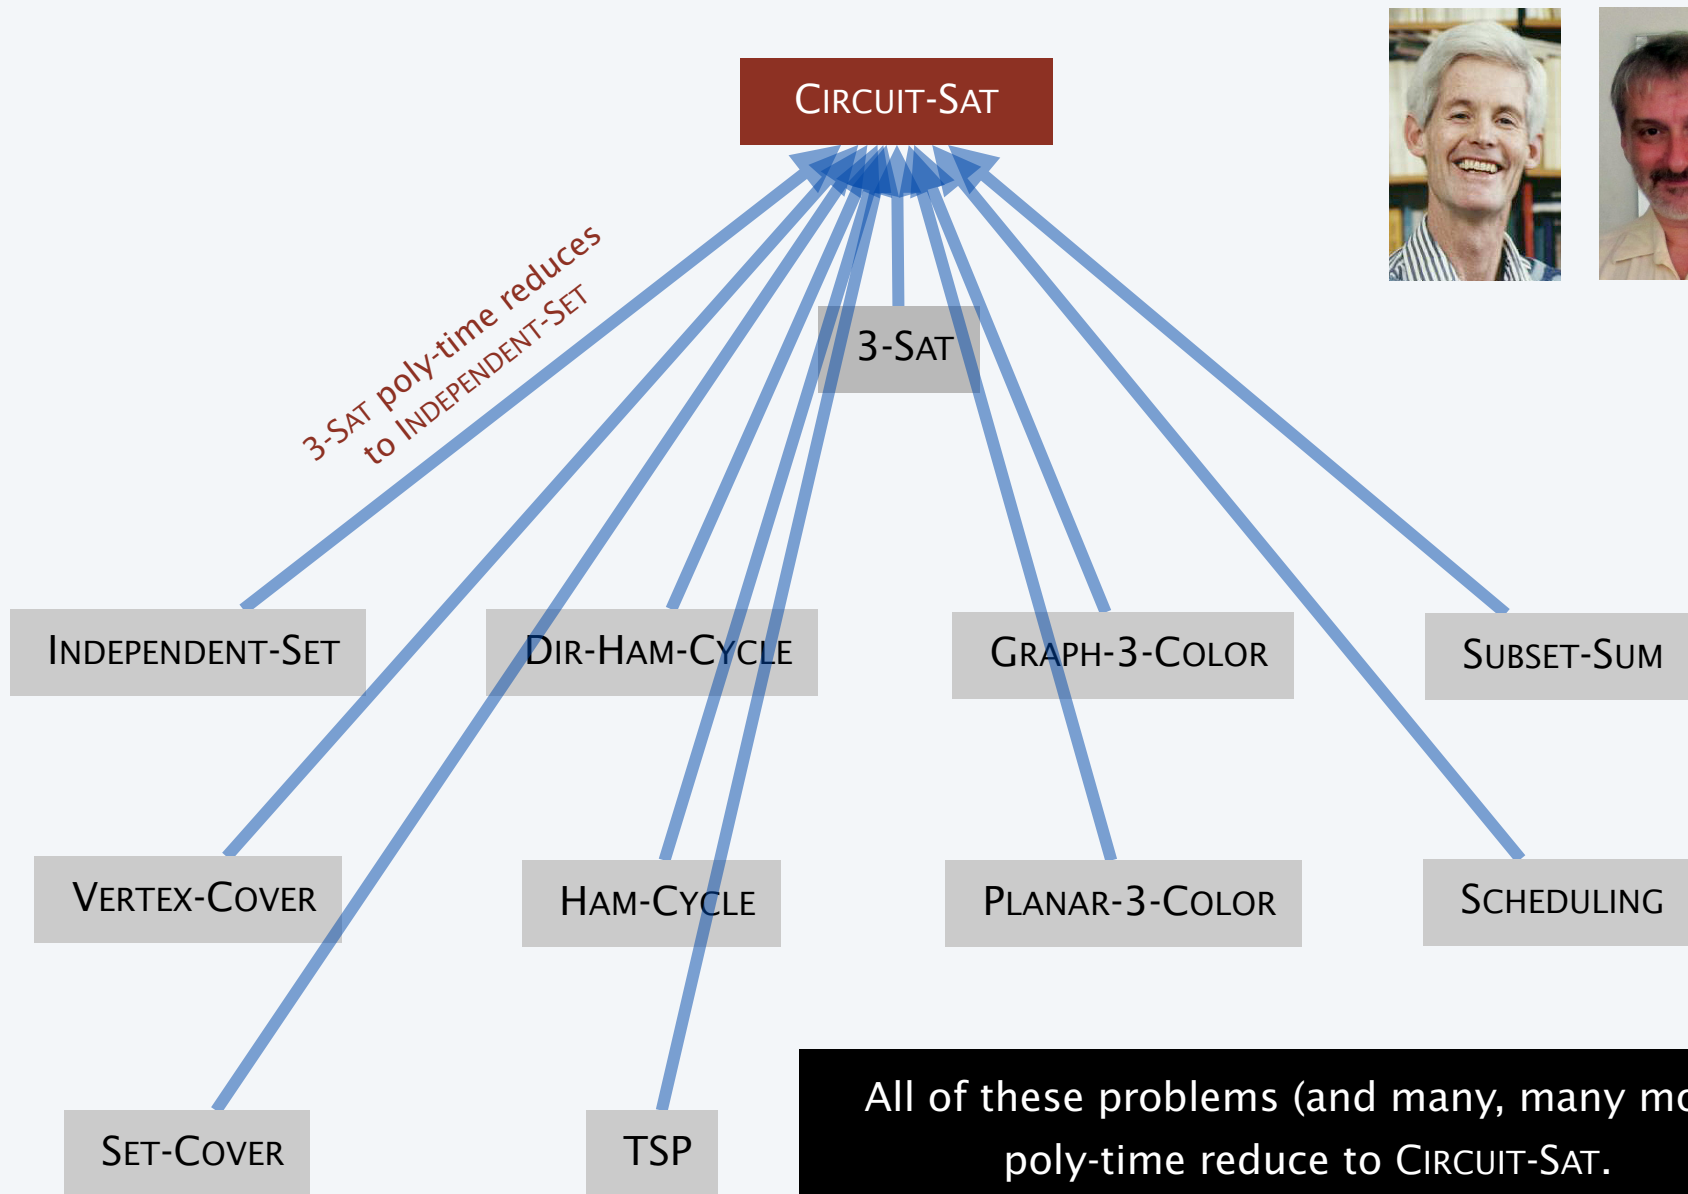 CIRCUIT-SAT
3-SAT poly-time reduces
to INDEPENDENT-SET
3-SAT
INDEPENDENT-SET
DIR-HAM-CYCLE
GRAPH-3-COLOR
SUBSET-SUM
VERTEX-COVER
HAM-CYCLE
PLANAR-3-COLOR
SCHEDULING
SET-COVER
TSP
All of these problems (and many, many
poly-time reduce to CIRCUIT-SAT.